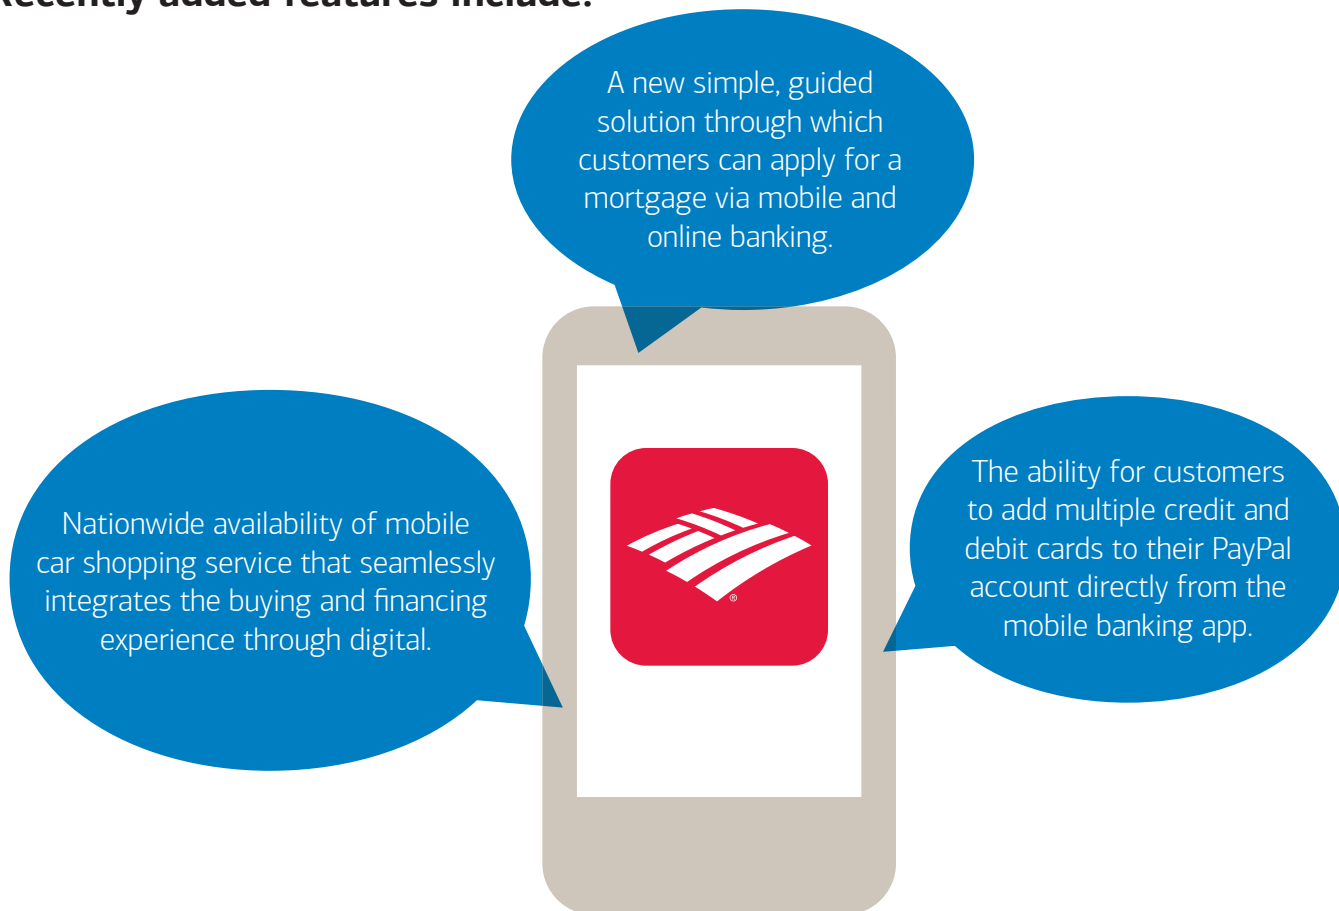 Recently added features include:
A new simple, guided
solution through which
customers can apply for a
mortgage via mobile and
online banking.
Nationwide availability of mobile
car shopping service that seamlessly
integrates the buying and financing
experience through digital.
The ability for customers
to add multiple credit and
debit cards to their PayPal
account directly from the
mobile banking app.
®